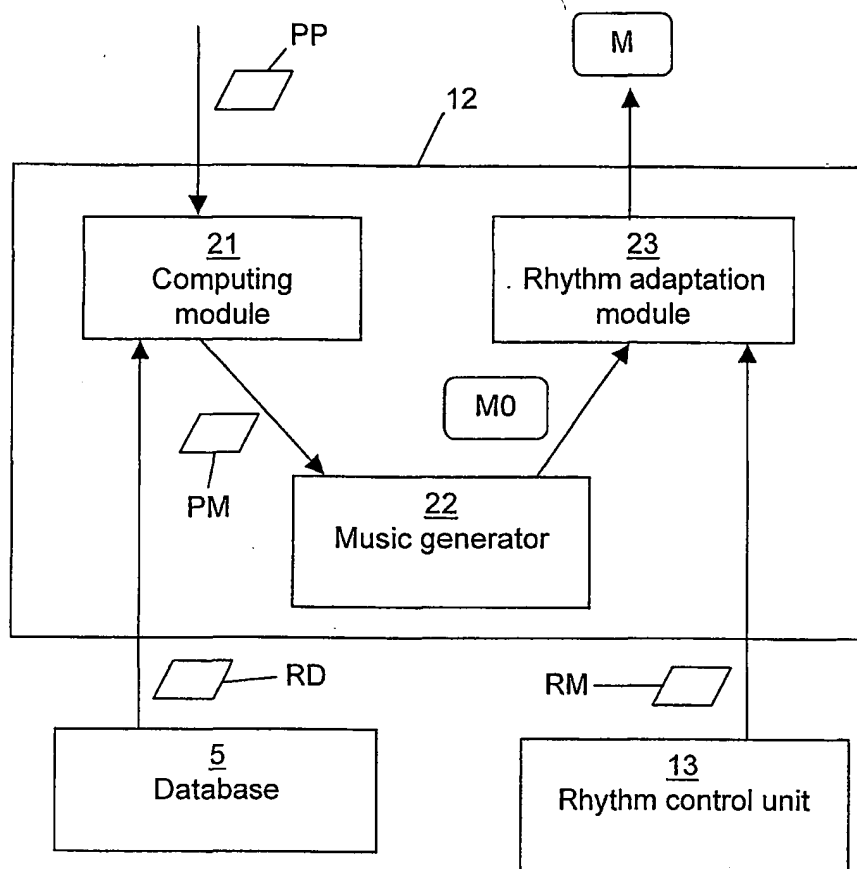 PP
M
12
21
Computing
module
23
Rhythm adaptation
module
M0
PM
22
Music generator
RD
RM
5
Database
13
Rhythm control unit